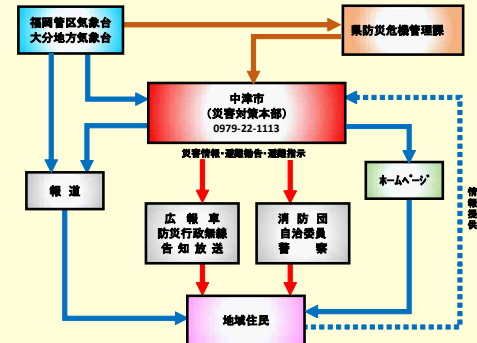 福岡管区気象台
大分地方気象台
県防災危機管理課
中津市
(災害対策本部)
0979-22-1113
災害情報・避難勧告・避難指示
報道
ホームページ
情報提供
広報車
防災行政無線
告知放送
消防団
自治委員
警察
地域住民